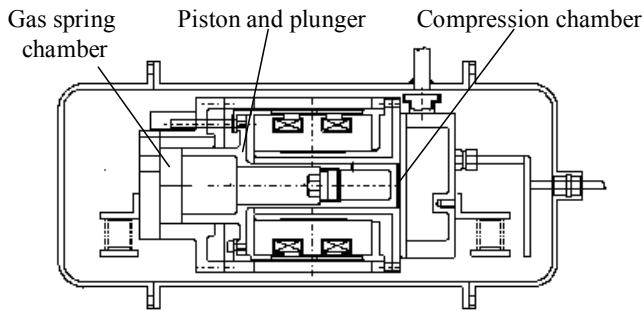 Gas spring
chamber
Piston and plunger
Compression chamber